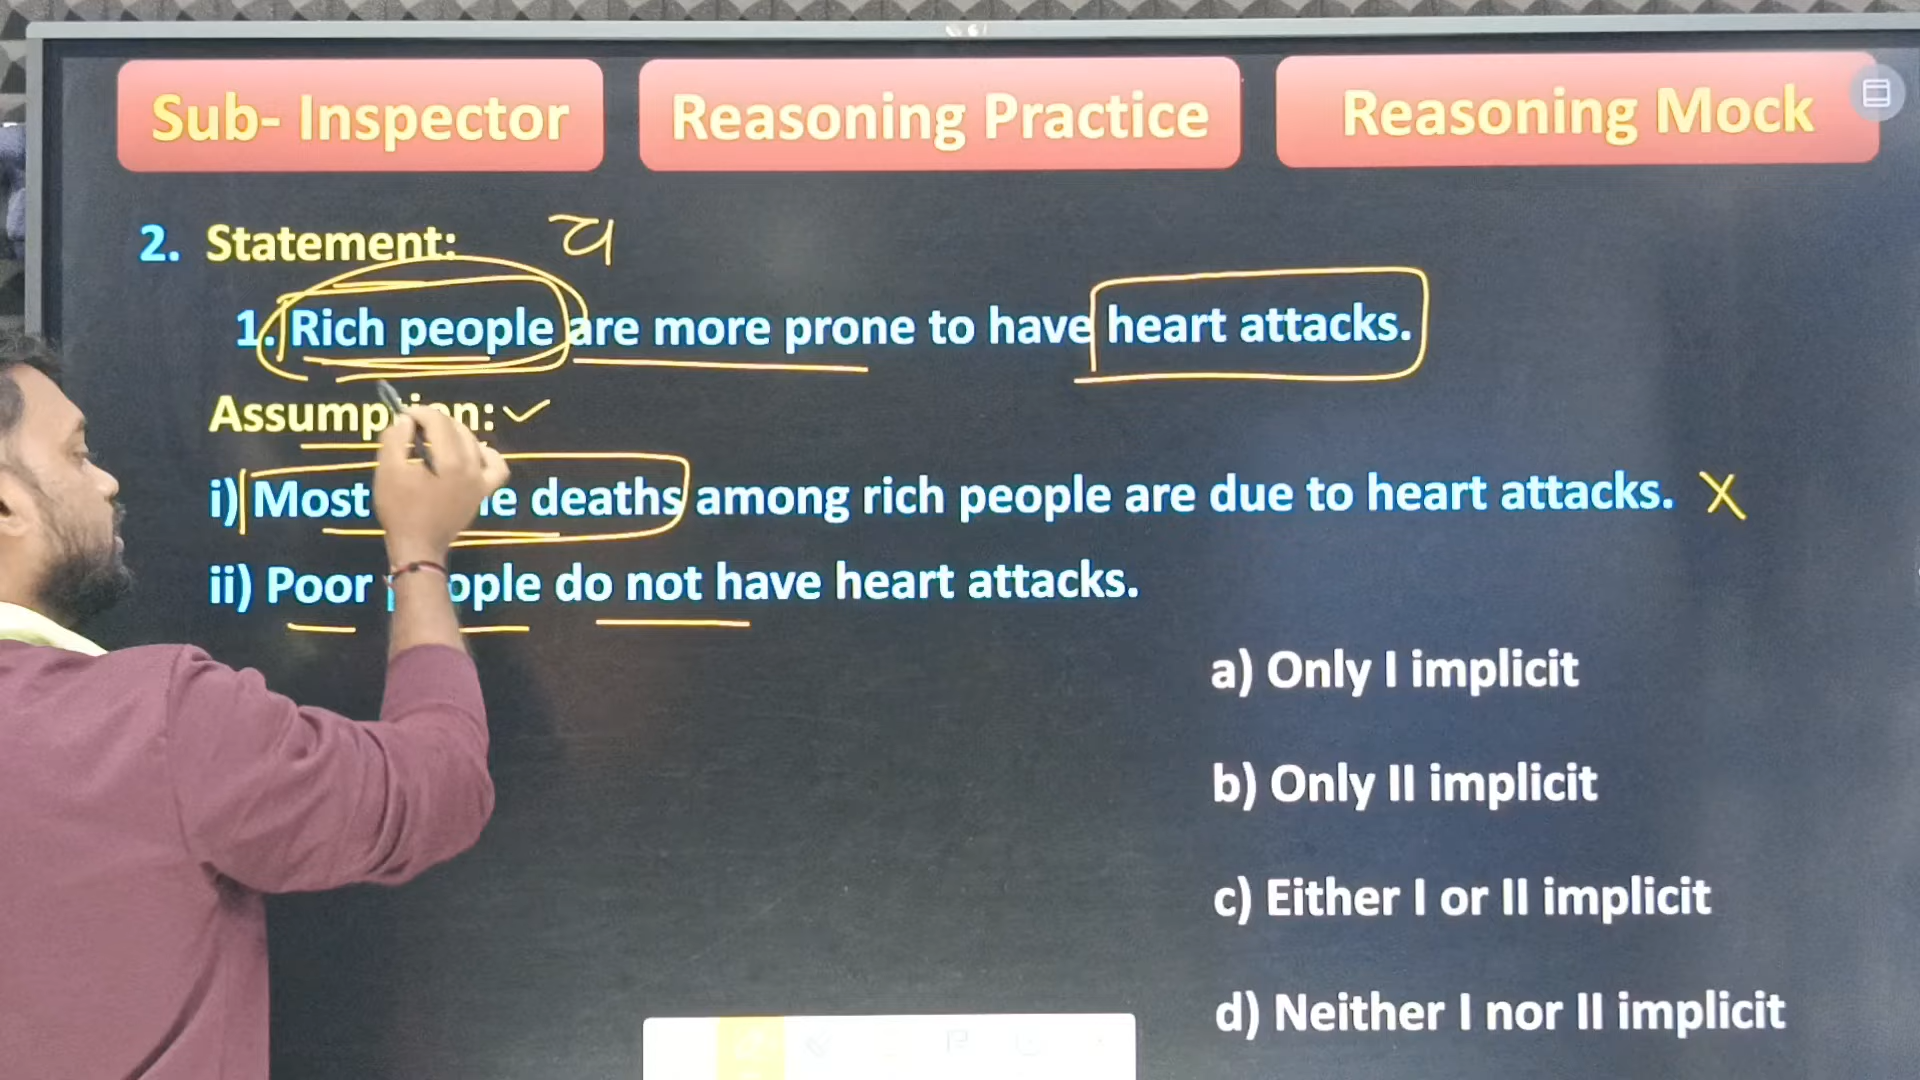 Sub- Inspector
Reasoning Practice
Reasoning Mock
2. Statement: य
1. Rich people are more prone to have heart attacks.
Assumption:
i) Most deaths among rich people are due to heart attacks. X
ii) Poor people do not have heart attacks.
a) Only I implicit
b) Only II implicit
c) Either I or II implicit
d) Neither I nor II implicit